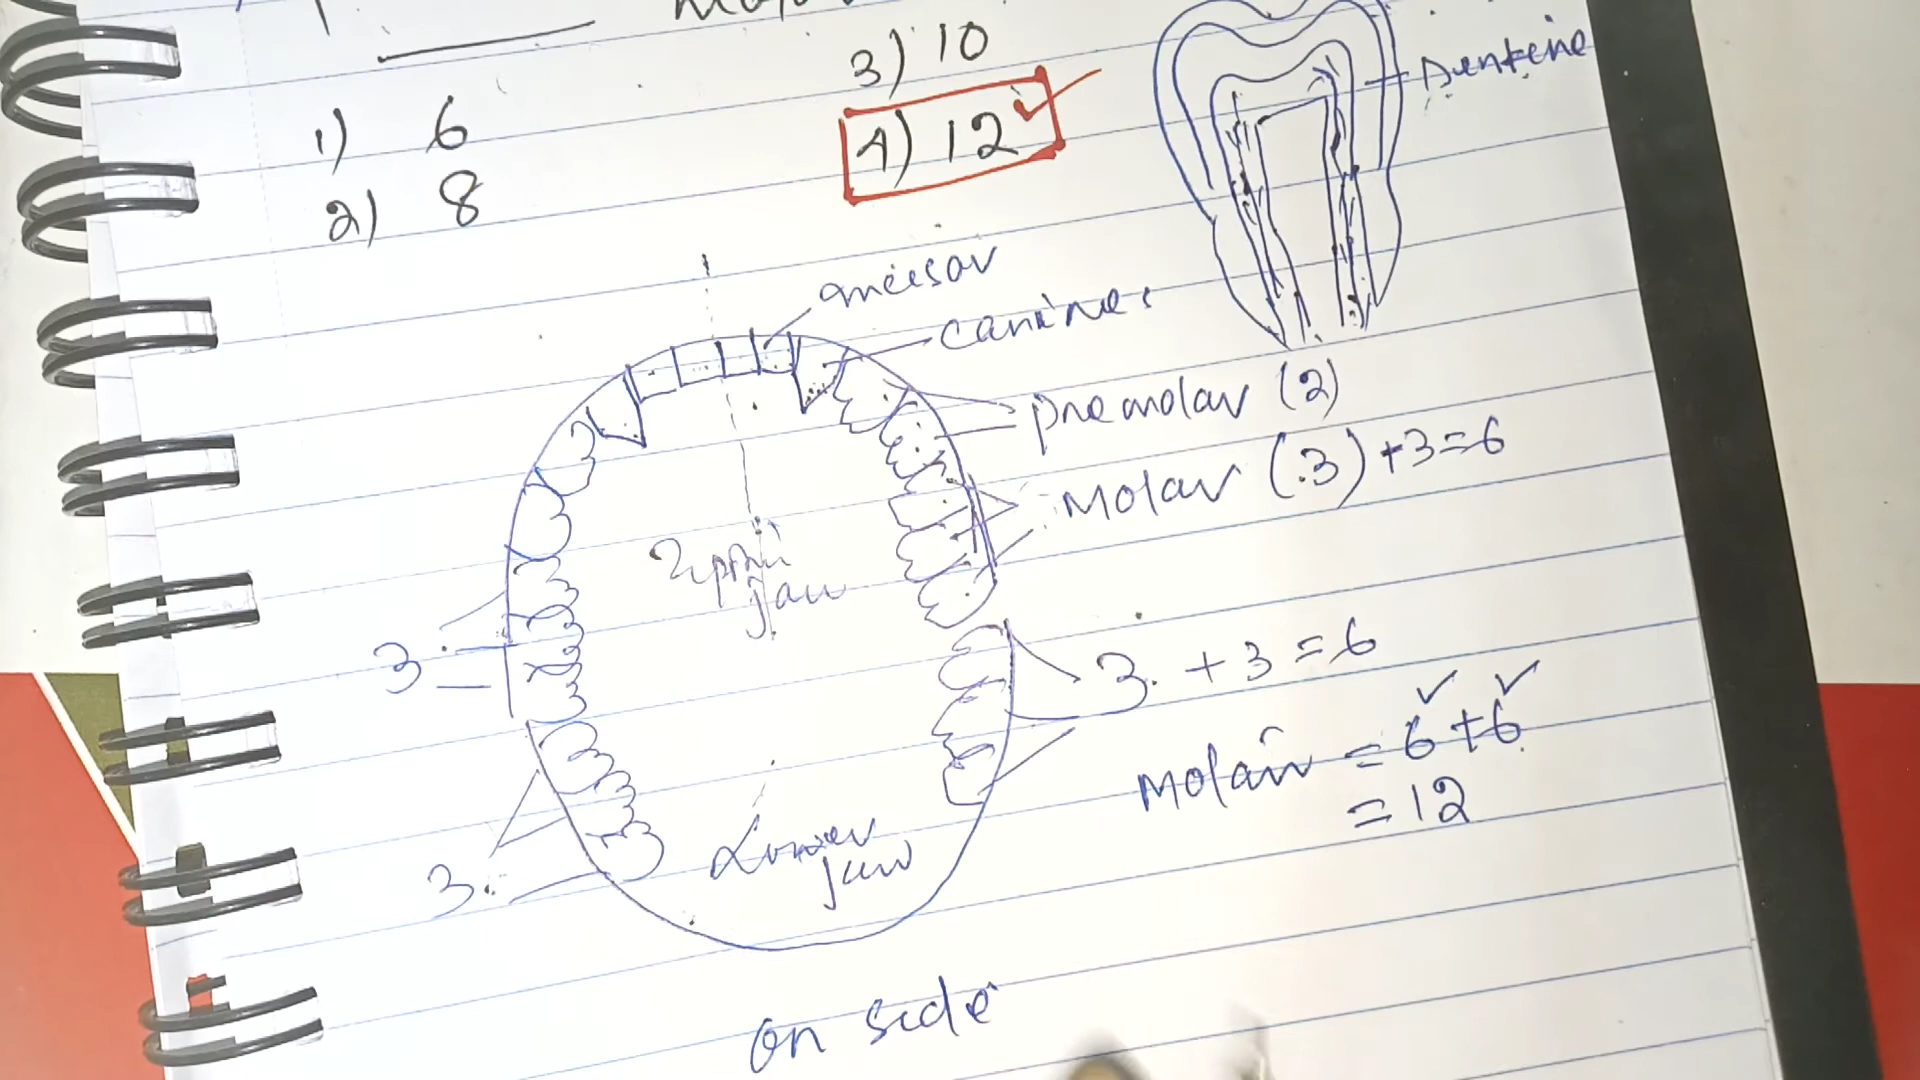 1) 6
2) 8
3) 10
4) 12
Dentene
incisor
canine
premolar (2)
Molar (3) + 3 = 6
Upper
jaw
3
3 + 3 = 6
Molar = 6 + 6
= 12
3
Lower
jaw
on side